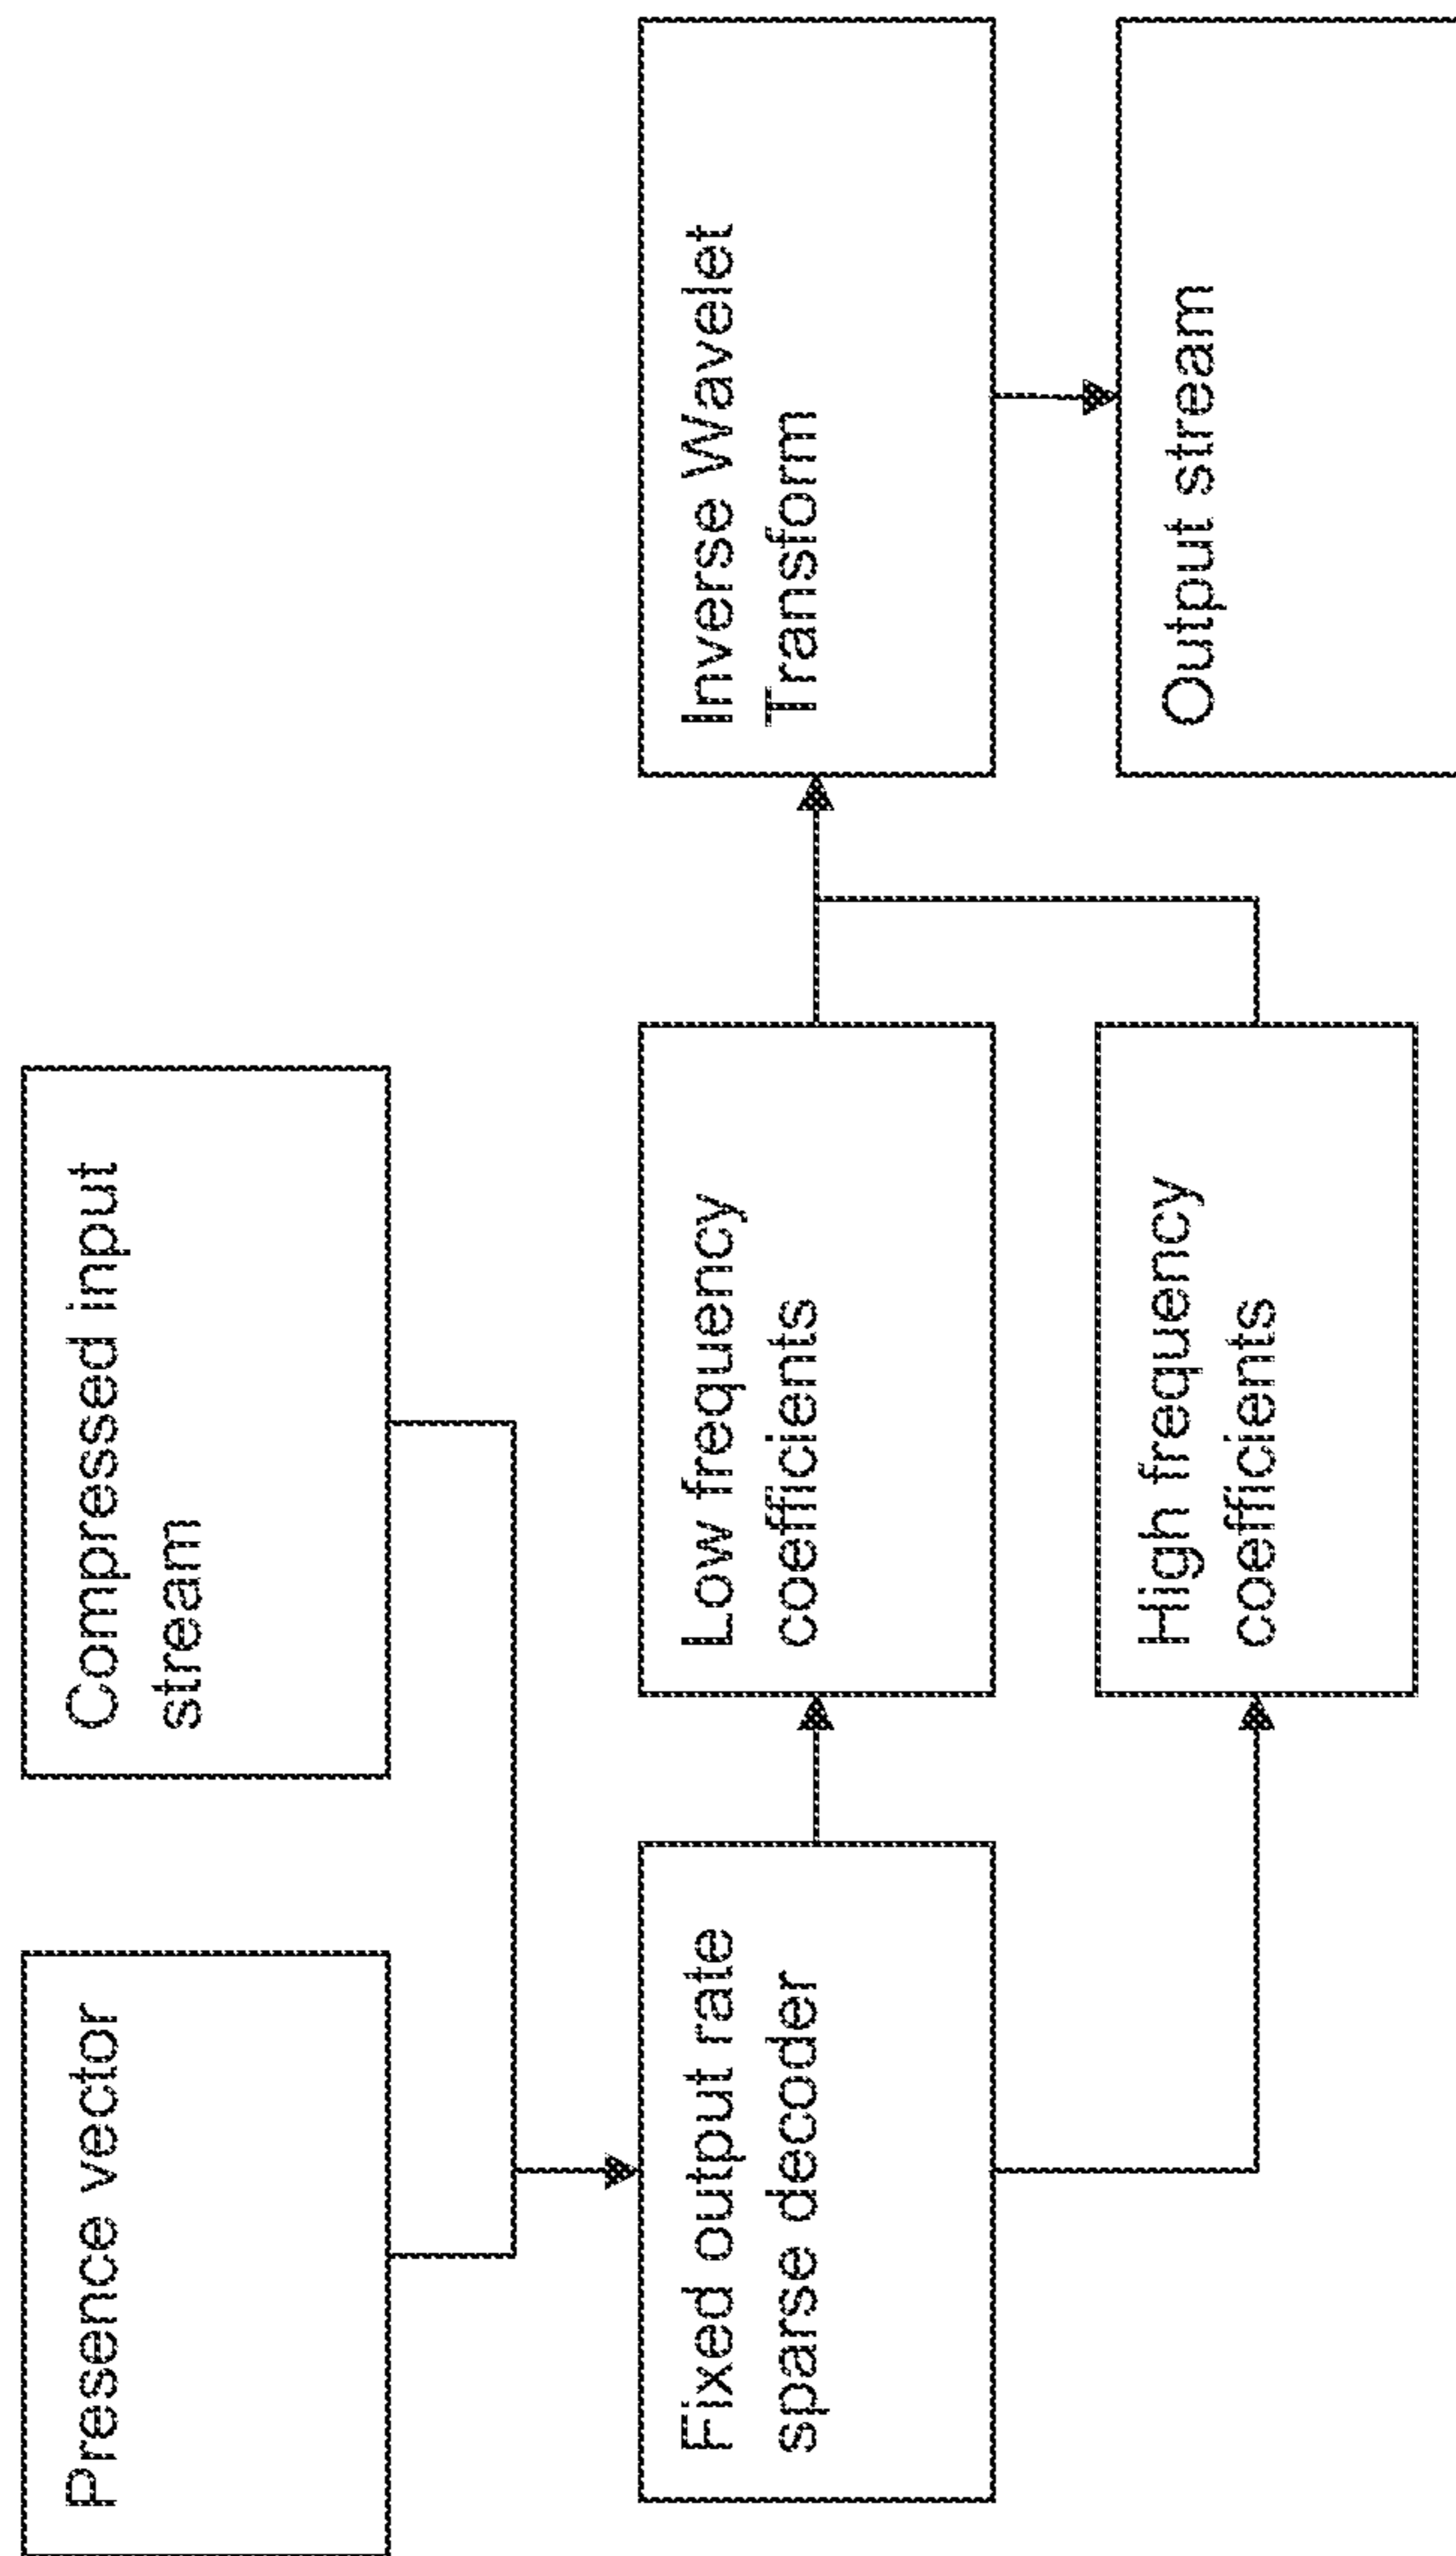 Presence vector
Compressed input
stream
Fixed output rate
sparse decoder
Low frequency
coefficients
Inverse Wavelet
Transform
High frequency
coefficients
Output stream